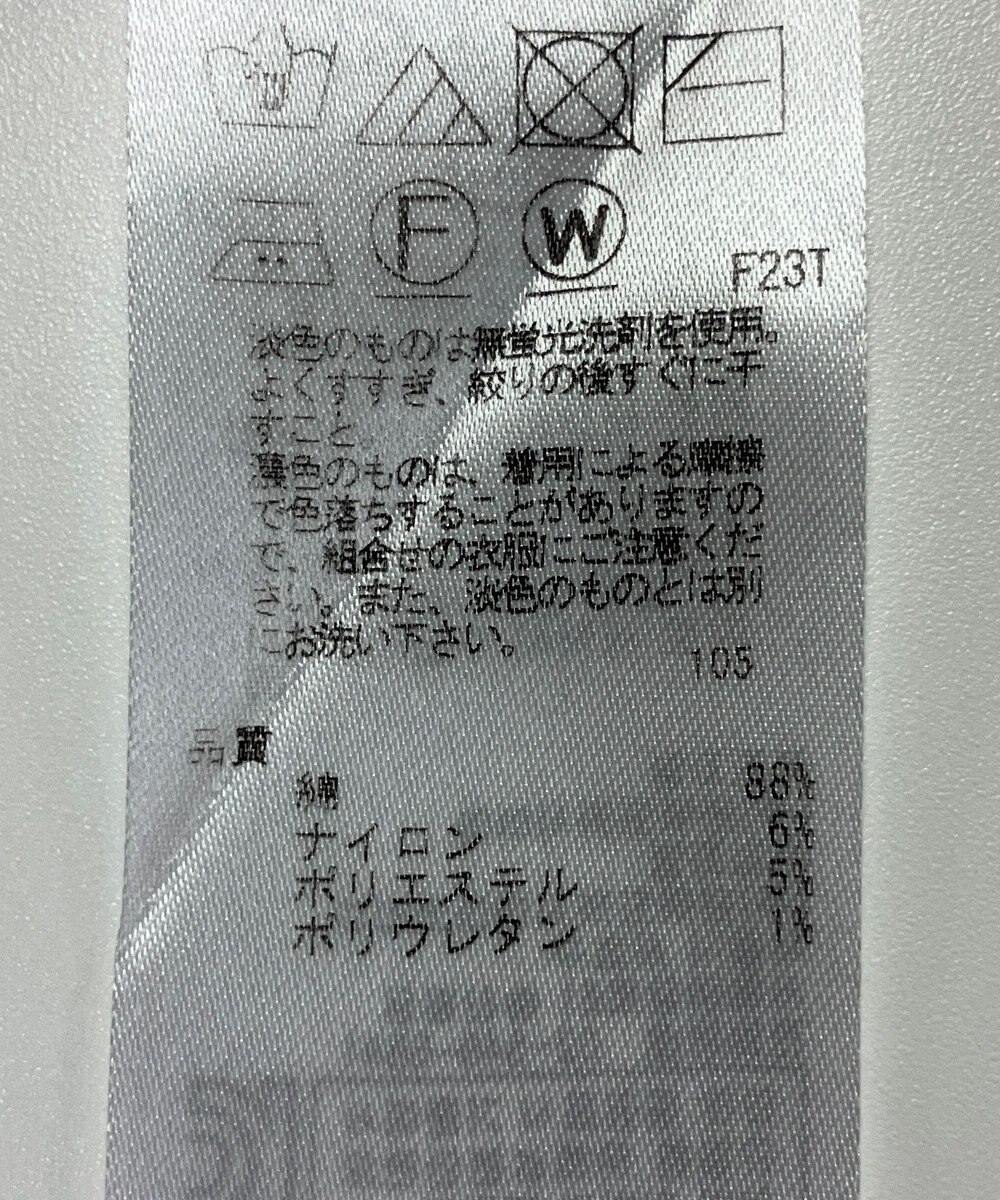 F
W
F23T
淡色のものは無蛍光洗剤を使用。
よくすすぎ、絞りの後すぐに干
すこと。
濃色のものは、着用による摩擦
で色落ちすることがありますの
で、組合せの衣服にご注意くだ
さい。また、淡色のものとは別
にお洗い下さい。
105
品質
綿 88%
ナイロン 6%
ポリエステル 5%
ポリウレタン 1%